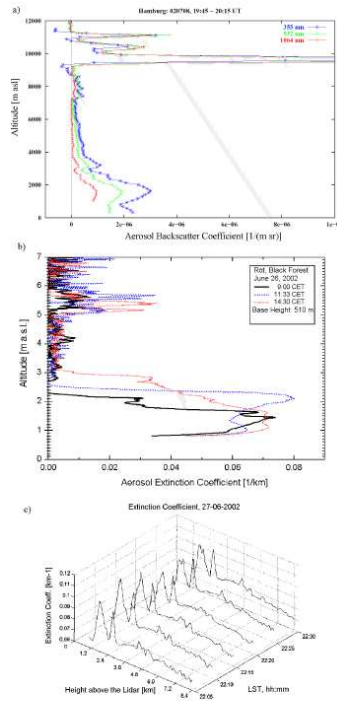 a)
Hamburg: 020708, 19:45 – 20:15 UT
355 nm
532 nm
1064 nm
12000
10000
8000
6000
4000
2000
0
Altitude [m asl]
0 2e-06 4e-06 6e-06 8e-06
Aerosol Backscatter Coefficient [1/(m sr)]
b)
7
6
5
4
3
2
1
0
Altitude [m a.s.l.]
Rot, Black Forest
June 26, 2002
9:00 CET
11:33 CET
14:30 CET
Base Height: 510 m
0.00 0.02 0.04 0.06 0.08
Aerosol Extinction Coefficient [1/km]
c)
Extinction Coefficient, 27-06-2002
Extinction Coeff. [km-1]
0.12
0.11
0.10
0.09
0.08
0.07
0.06
0
1.2
4.8
6.0
7.2
8.4
Height above the Lidar [km]
22:05
22:15
22:20
22:25
22:30
LST, hh:mm